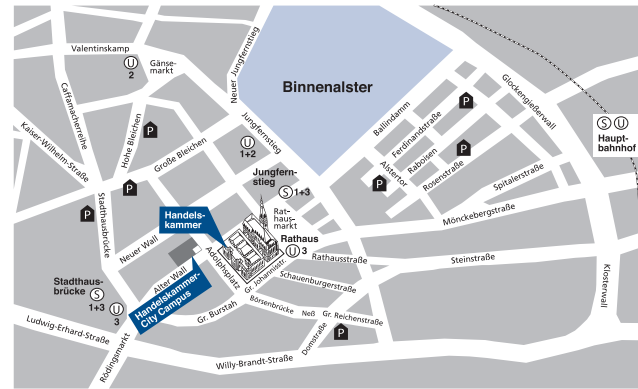 Valentinskamp
U
2
Gänse-
markt
Neuer Jungfernstieg
Binnenalster
Glockengießerwall
S U
Haupt-
bahnhof
Caffamacherreihe
Kaiser-Wilhelm-Straße
Hohe Bleichen
P
Große Bleichen
Jungfernstieg
U
1+2
Ballindamm
Ferdinandstraße
P
Alstertor
Raboisen
Rosenstraße
P
Spitalerstraße
Mönckebergstraße
P
Stadthausbrücke
P
Jungfern-
stieg
S 1+3
Rat-
haus-
markt
Handels-
kammer
Rathaus
U 3
Rathausstraße
Steinstraße
Klosterwall
Neuer Wall
Alter Wall
Adolphsplatz
Gr. Johannisstr.
Schauenburgerstraße
Handelskammer-
City Campus
Stadthaus-
brücke
S
1+3
U
3
Gr. Burstah
Börsenbrücke
Neß
Gr. Reichenstraße
Domstraße
P
Ludwig-Erhard-Straße
Rödingsmarkt
Willy-Brandt-Straße